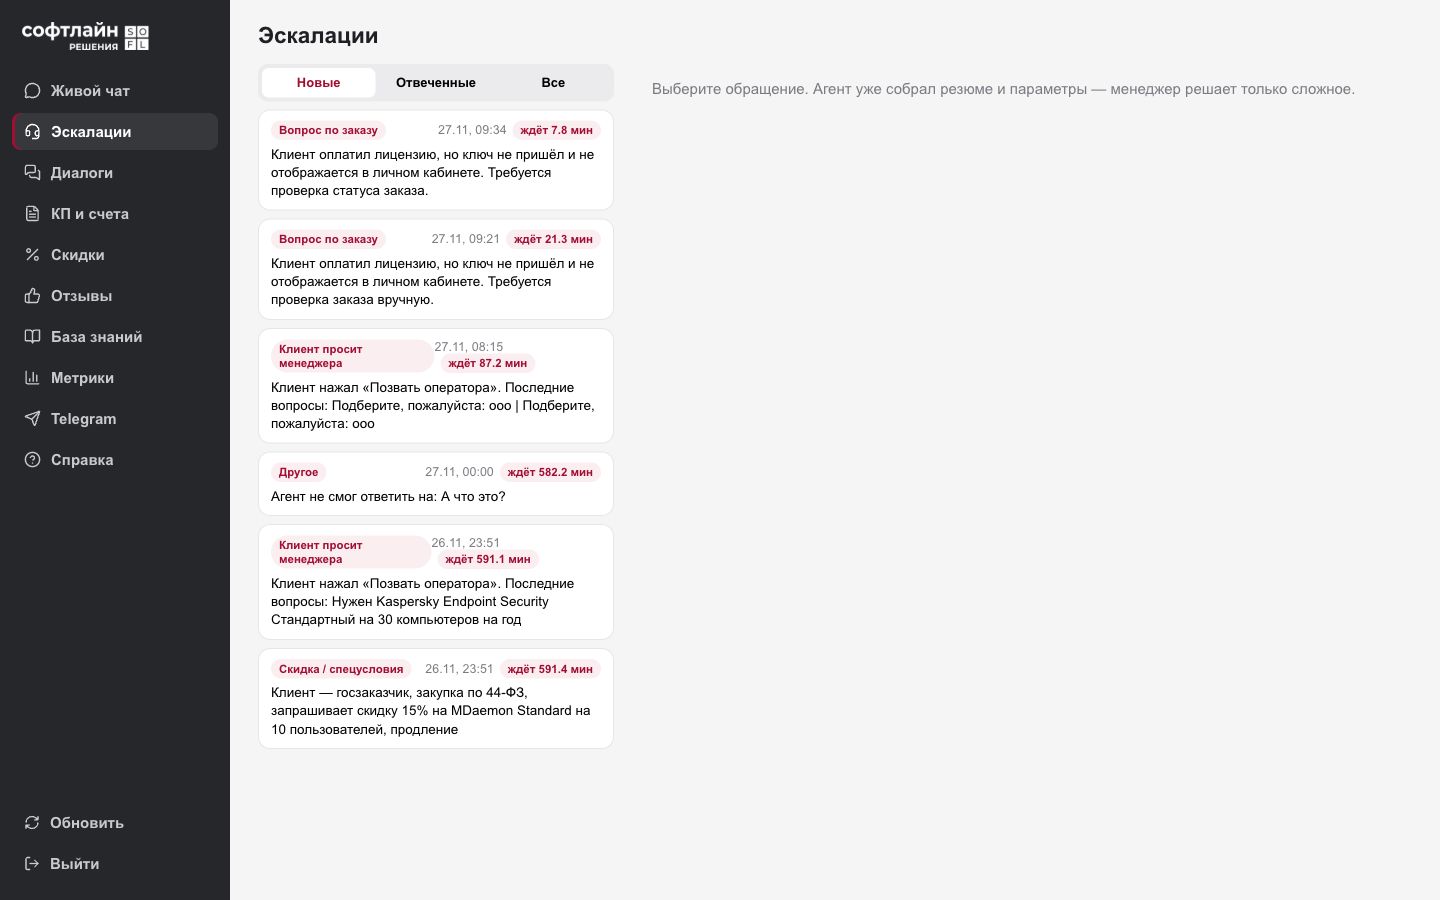 софтлайн
SO
FL
РЕШЕНИЯ
Живой чат
Эскалации
Диалоги
КП и счета
Скидки
Отзывы
База знаний
Метрики
Telegram
Справка
Обновить
Выйти
Эскалации
Новые Отвеченные Все
Вопрос по заказу 27.11, 09:34 ждёт 7.8 мин
Клиент оплатил лицензию, но ключ не пришёл и не
отображается в личном кабинете. Требуется
проверка статуса заказа.
Вопрос по заказу 27.11, 09:21 ждёт 21.3 мин
Клиент оплатил лицензию, но ключ не пришёл и не
отображается в личном кабинете. Требуется
проверка заказа вручную.
Клиент просит
менеджера
27.11, 08:15
ждёт 87.2 мин
Клиент нажал «Позвать оператора». Последние
вопросы: Подберите, пожалуйста: ооо | Подберите,
пожалуйста: ооо
Другое 27.11, 00:00 ждёт 582.2 мин
Агент не смог ответить на: А что это?
Клиент просит
менеджера
26.11, 23:51
ждёт 591.1 мин
Клиент нажал «Позвать оператора». Последние
вопросы: Нужен Kaspersky Endpoint Security
Стандартный на 30 компьютеров на год
Скидка / спецусловия 26.11, 23:51 ждёт 591.4 мин
Клиент — госзаказчик, закупка по 44-ФЗ,
запрашивает скидку 15% на MDaemon Standard на
10 пользователей, продление
Выберите обращение. Агент уже собрал резюме и параметры — менеджер решает только сложное.